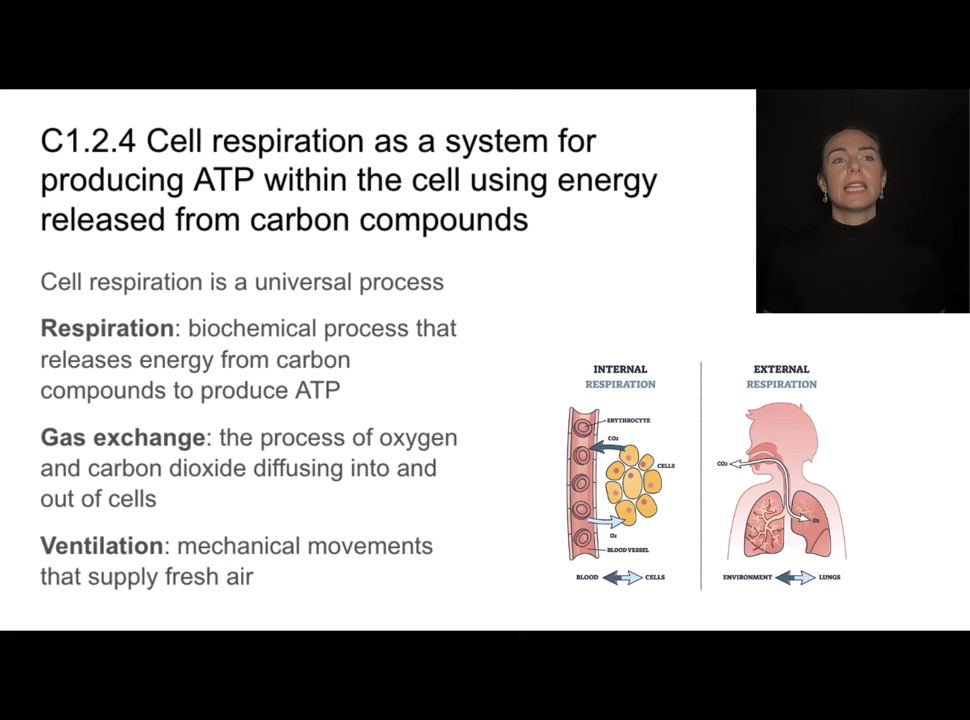 C1.2.4 Cell respiration as a system for
producing ATP within the cell using energy
released from carbon compounds
Cell respiration is a universal process
Respiration: biochemical process that
releases energy from carbon
compounds to produce ATP
Gas exchange: the process of oxygen
and carbon dioxide diffusing into and
out of cells
Ventilation: mechanical movements
that supply fresh air
INTERNAL
RESPIRATION
ERYTHROCYTE
CO₂
CELLS
O₂
BLOOD VESSEL
BLOOD CELLS
EXTERNAL
RESPIRATION
CO₂
O₂
ENVIRONMENT LUNGS